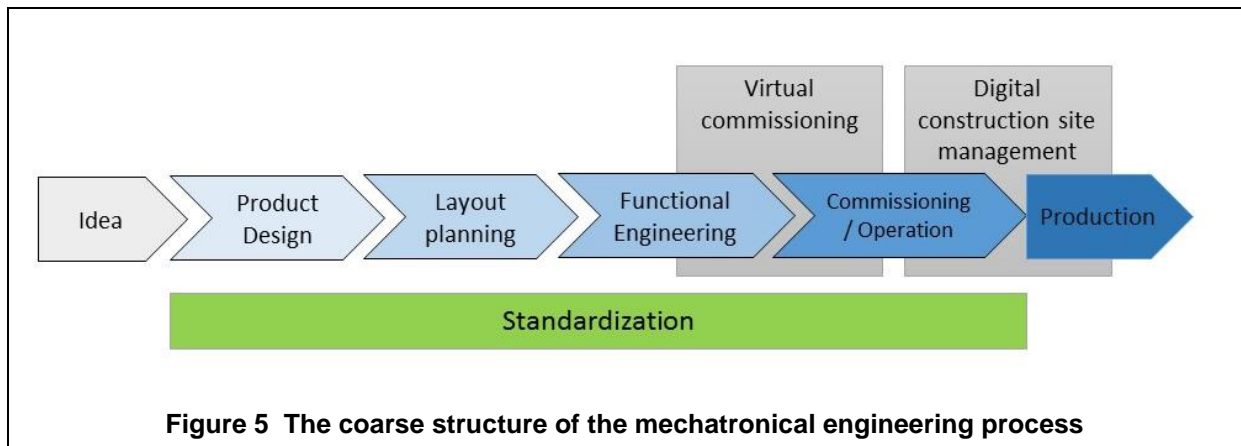 Virtual
commissioning
Digital
construction site
management
Idea
Product
Design
Layout
planning
Functional
Engineering
Commissioning
/ Operation
Production
Standardization
Figure 5 The coarse structure of the mechatronical engineering process